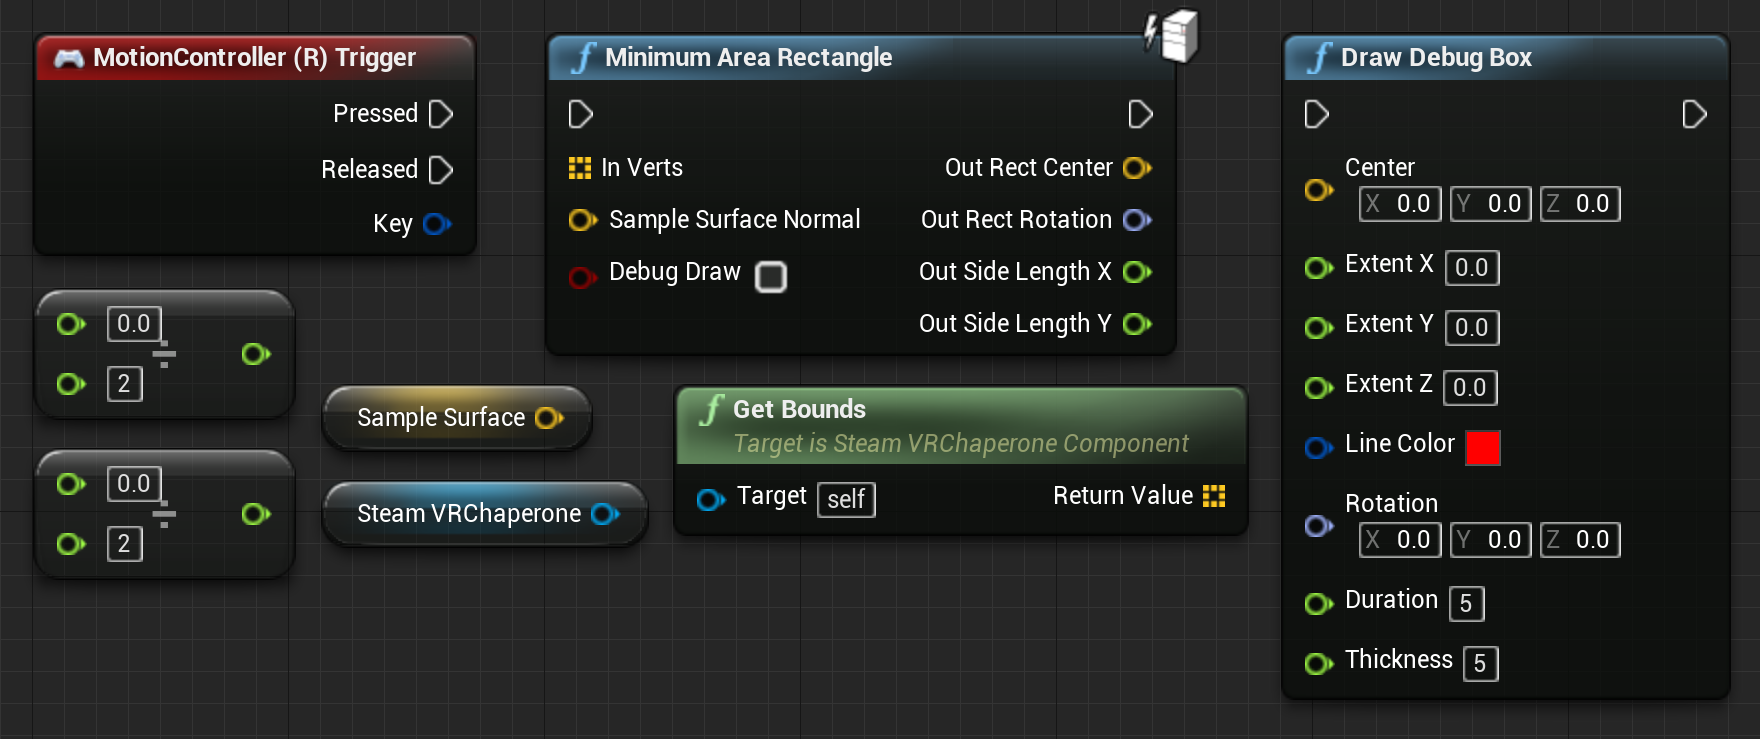 MotionController (R) Trigger
Pressed
Released
Key
0.0
÷
2
0.0
÷
2
Sample Surface
Steam VRChaperone
f Minimum Area Rectangle
In Verts
Out Rect Center
Sample Surface Normal
Out Rect Rotation
Debug Draw
Out Side Length X
Out Side Length Y
f Get Bounds
Target is Steam VRChaperone Component
Target self
Return Value
f Draw Debug Box
Center
X 0.0 Y 0.0 Z 0.0
Extent X 0.0
Extent Y 0.0
Extent Z 0.0
Line Color
Rotation
X 0.0 Y 0.0 Z 0.0
Duration 5
Thickness 5